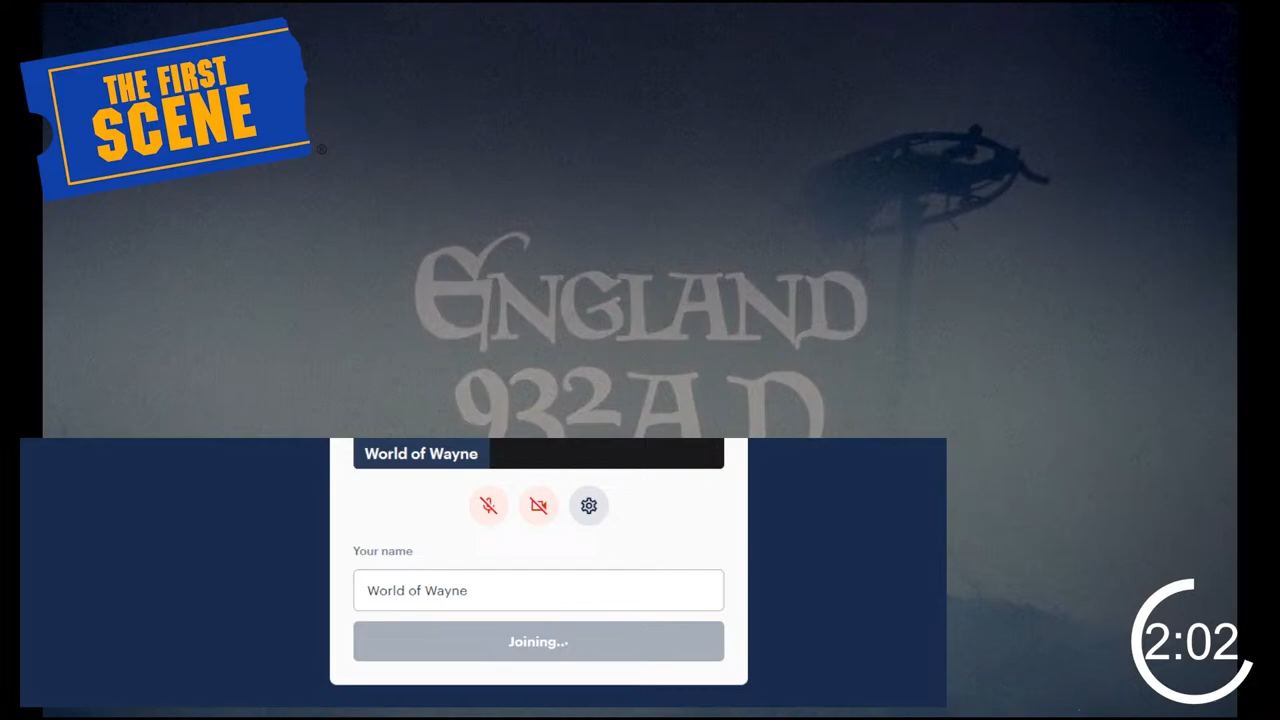 THE FIRST
SCENE
®
ENGLAND
932 A.D
World of Wayne
Your name
World of Wayne
Joining...
2:02